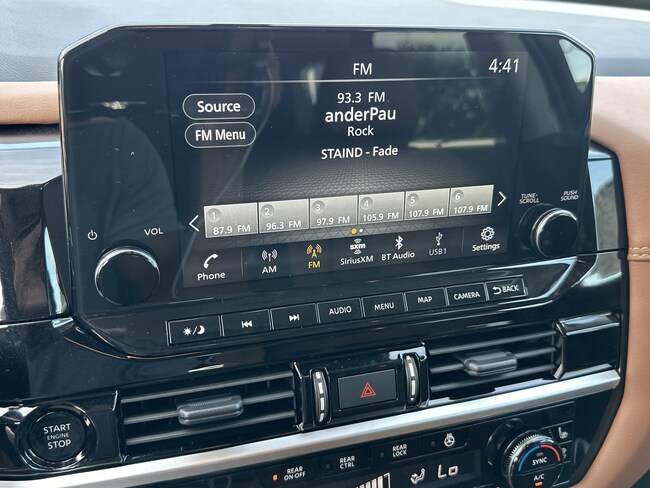 FM 4:41
Source
FM Menu
93.3 FM
anderPau
Rock
STAIND - Fade
1 2 3 4 5 6
87.9 FM 96.3 FM 97.9 FM 105.9 FM 107.9 FM 107.9 FM
Phone AM FM sxm SiriusXM BT Audio USB1 Settings
VOL
TUNE-
SCROLL
PUSH
SOUND
AUDIO MENU MAP CAMERA BACK
START
ENGINE
STOP
REAR
ON·OFF
REAR
CTRL
REAR
LOCK
Lo
SYNC
A/C